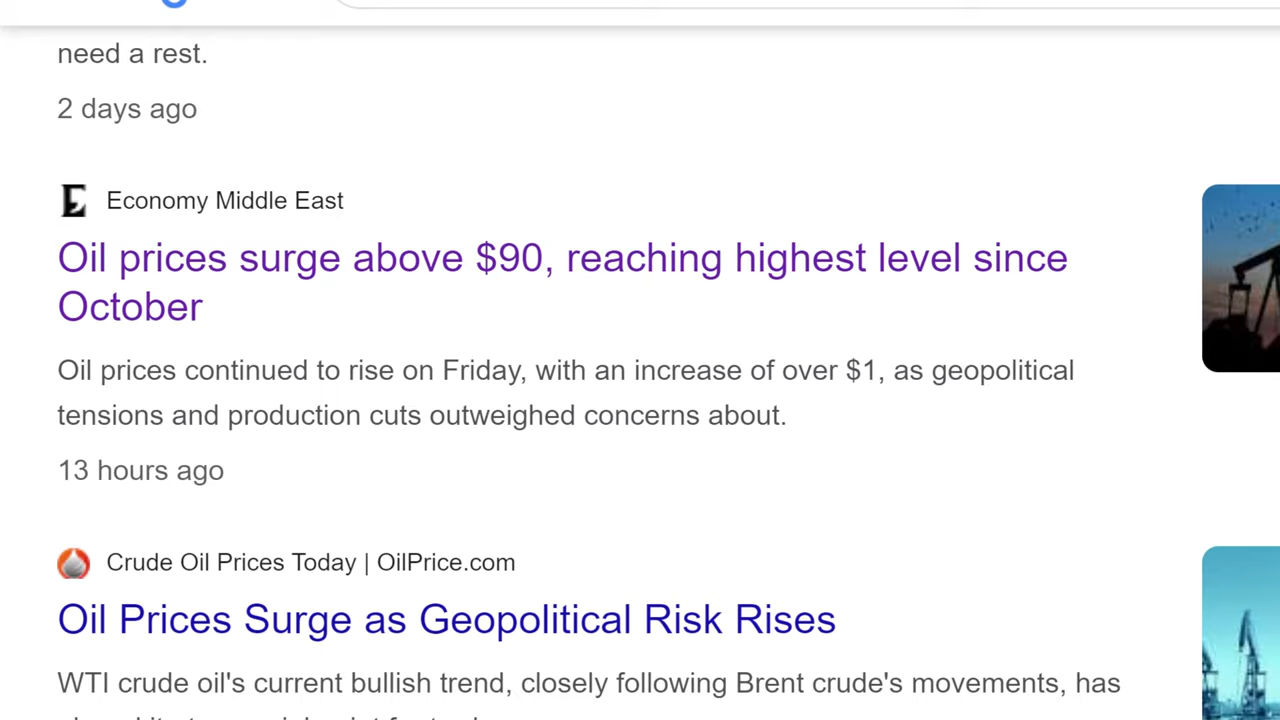 need a rest.
2 days ago
Economy Middle East
Oil prices surge above $90, reaching highest level since
October
Oil prices continued to rise on Friday, with an increase of over $1, as geopolitical
tensions and production cuts outweighed concerns about.
13 hours ago
Crude Oil Prices Today | OilPrice.com
Oil Prices Surge as Geopolitical Risk Rises
WTI crude oil's current bullish trend, closely following Brent crude's movements, has